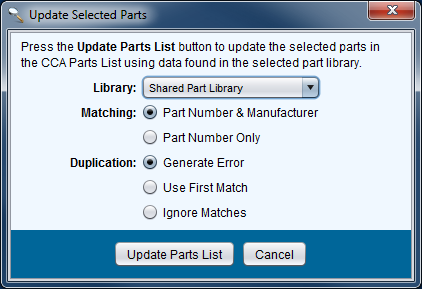 Update Selected Parts
Press the Update Parts List button to update the selected parts in
the CCA Parts List using data found in the selected part library.
Library: Shared Part Library
Matching: Part Number & Manufacturer
Part Number Only
Duplication: Generate Error
Use First Match
Ignore Matches
Update Parts List Cancel